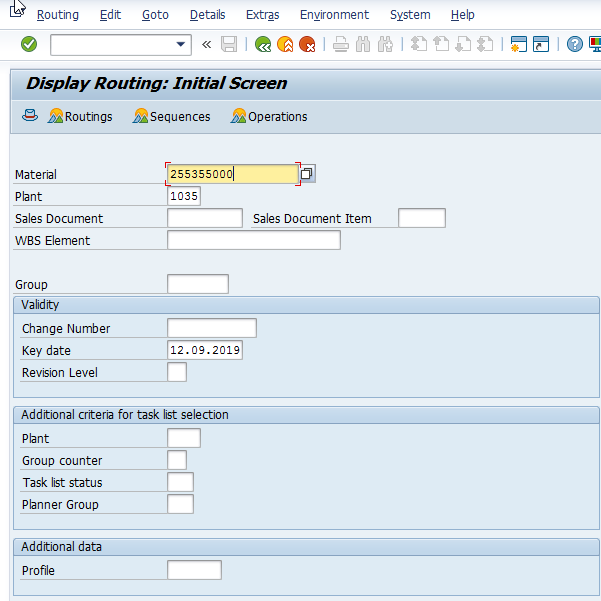 Routing Edit Goto Details Extras Environment System Help
Display Routing: Initial Screen
Routings Sequences Operations
Material 255355000
Plant 1035
Sales Document Sales Document Item
WBS Element
Group
Validity
Change Number
Key date 12.09.2019
Revision Level
Additional criteria for task list selection
Plant
Group counter
Task list status
Planner Group
Additional data
Profile